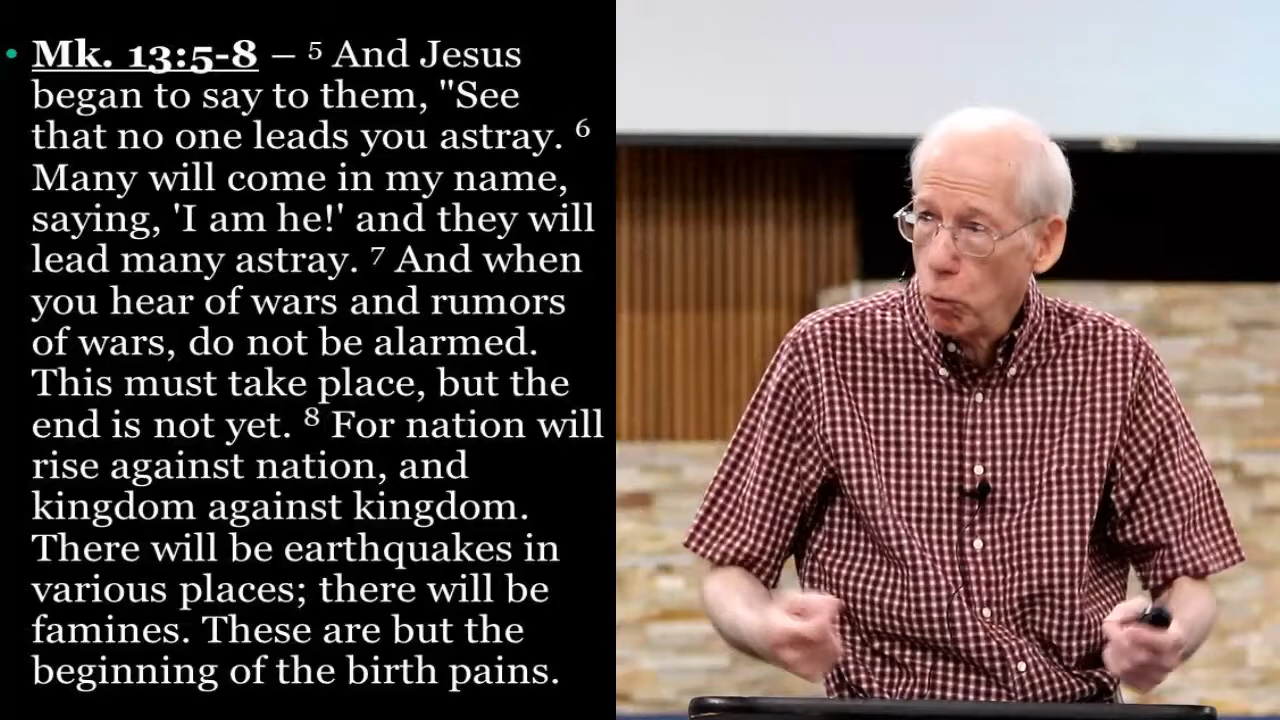 • Mk. 13:5-8 – ⁵ And Jesus
began to say to them, "See
that no one leads you astray. ⁶
Many will come in my name,
saying, 'I am he!' and they will
lead many astray. ⁷ And when
you hear of wars and rumors
of wars, do not be alarmed.
This must take place, but the
end is not yet. ⁸ For nation will
rise against nation, and
kingdom against kingdom.
There will be earthquakes in
various places; there will be
famines. These are but the
beginning of the birth pains.